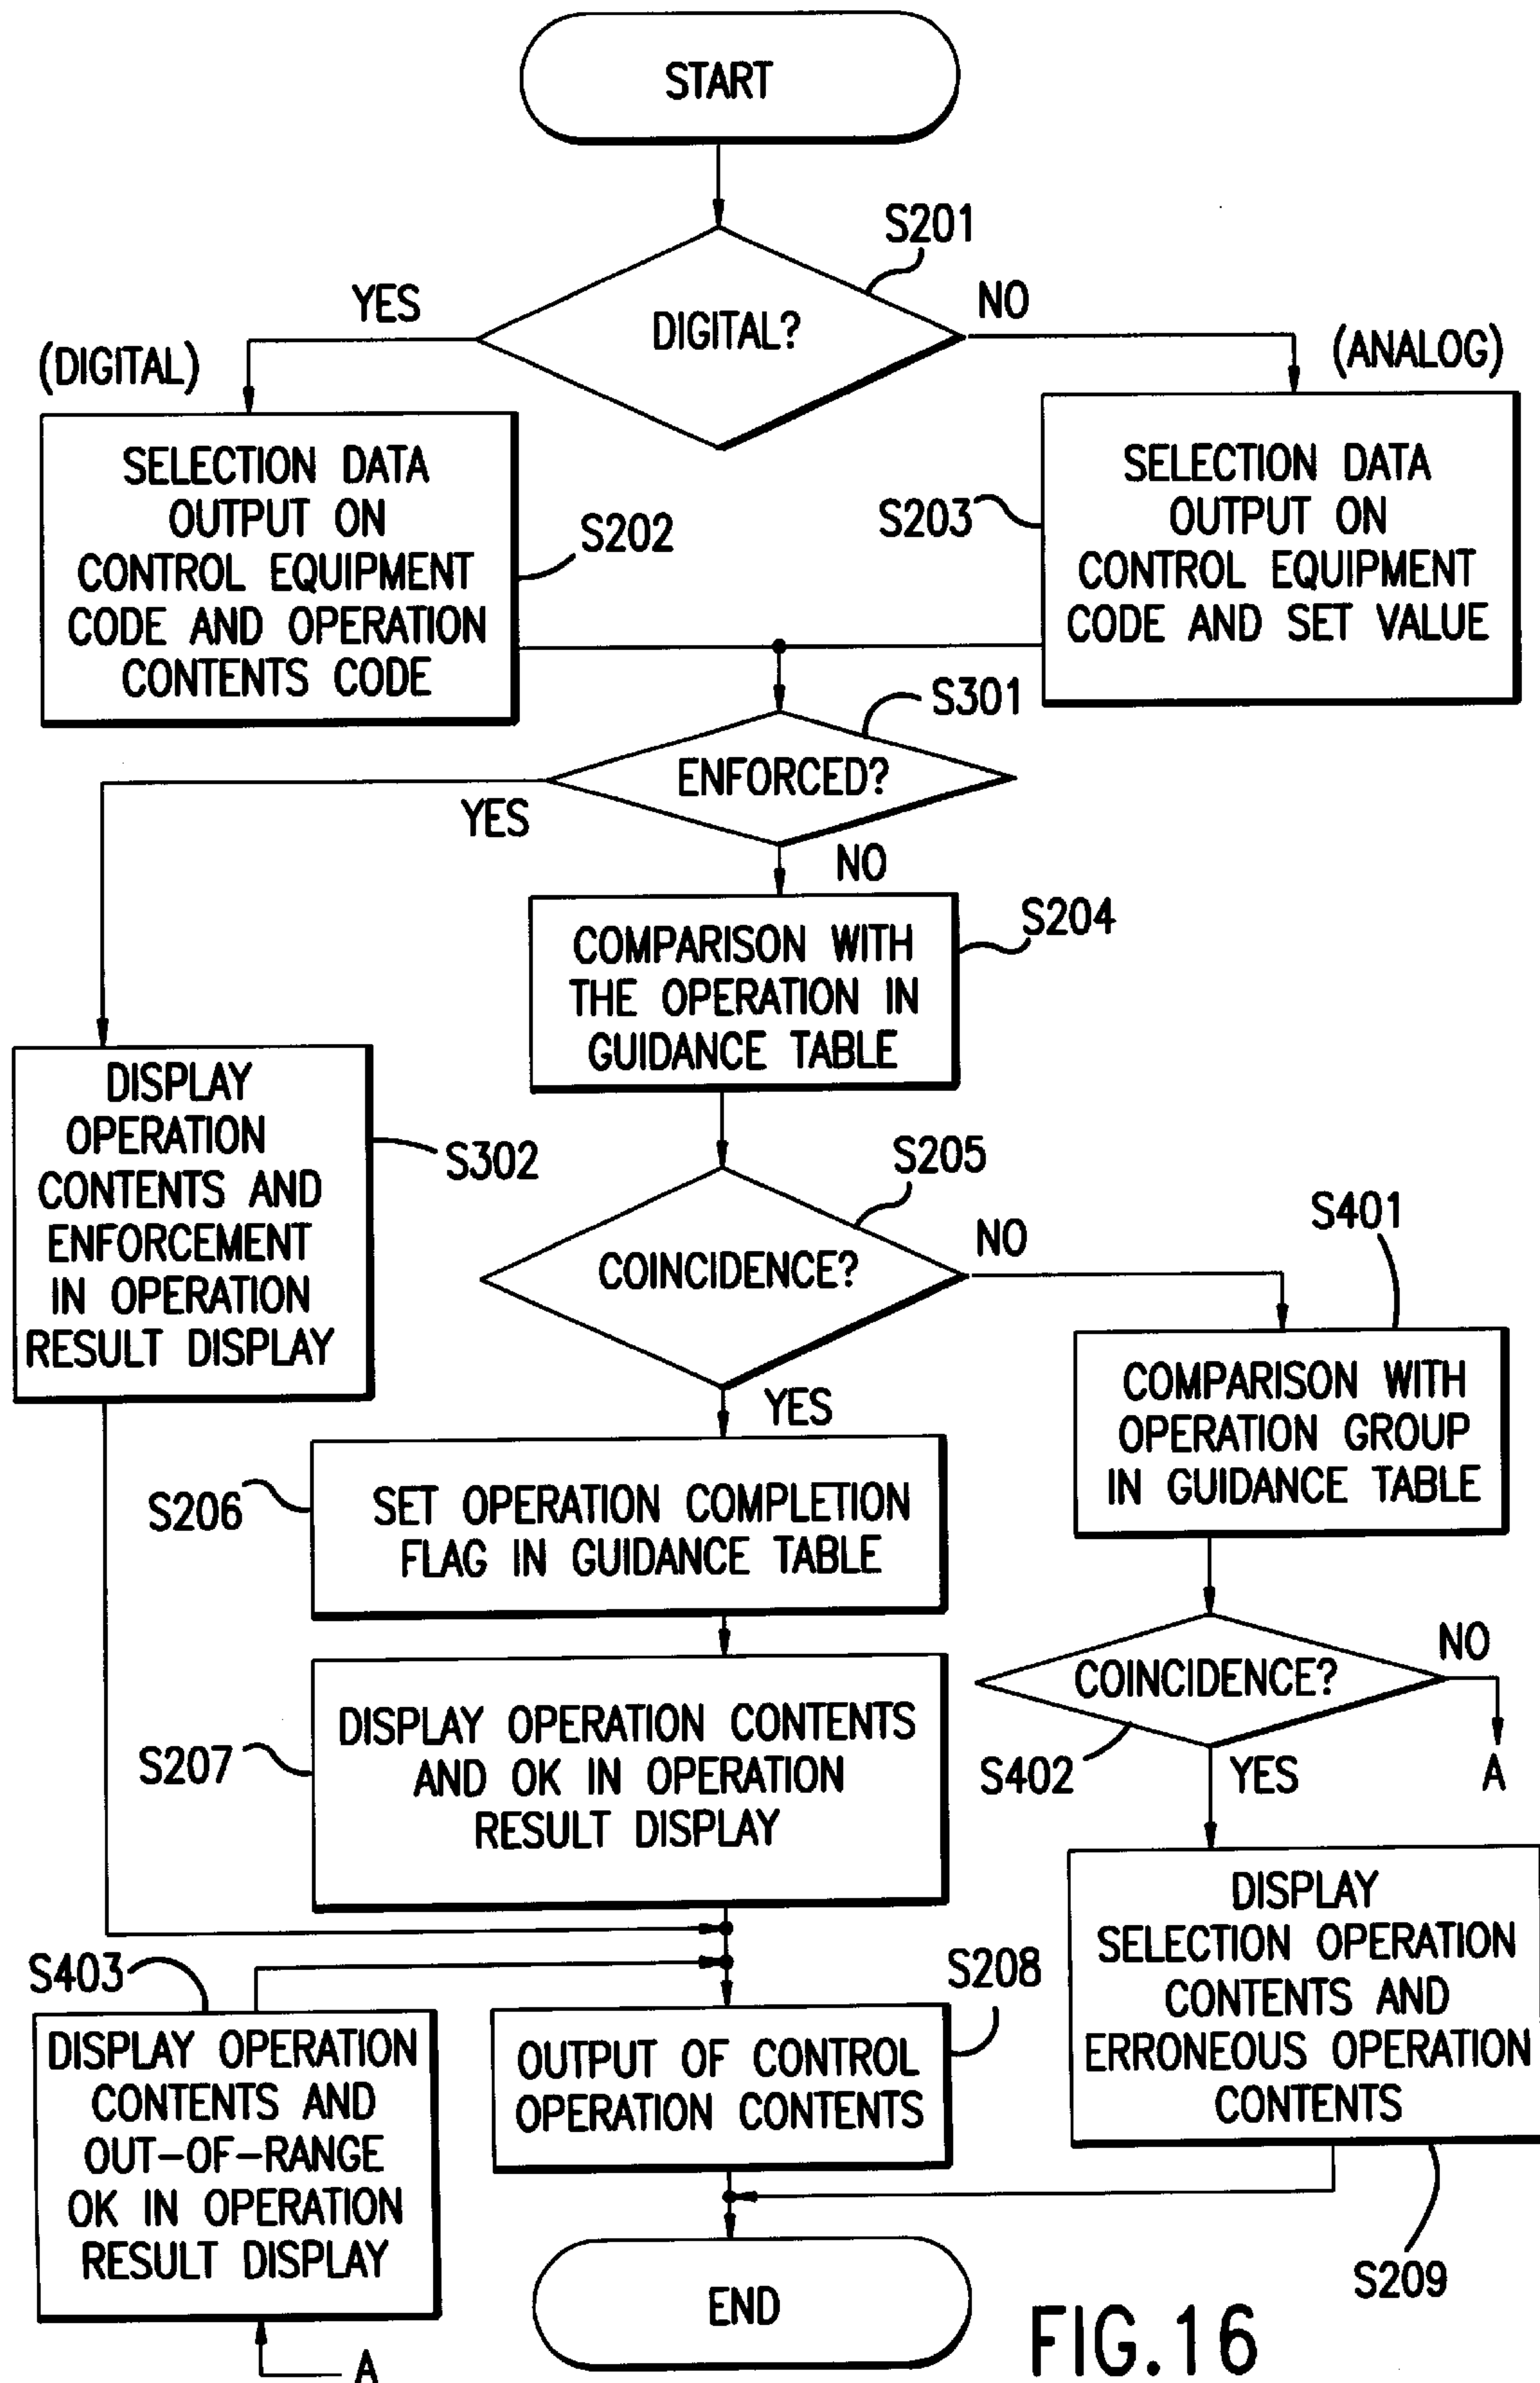 START
S201
YES
NO
DIGITAL?
(DIGITAL)
(ANALOG)
SELECTION DATA
OUTPUT ON
CONTROL EQUIPMENT
CODE AND OPERATION
CONTENTS CODE
S202
S203
SELECTION DATA
OUTPUT ON
CONTROL EQUIPMENT
CODE AND SET VALUE
S301
ENFORCED?
YES
NO
S204
COMPARISON WITH
THE OPERATION IN
GUIDANCE TABLE
DISPLAY
OPERATION
CONTENTS AND
ENFORCEMENT
IN OPERATION
RESULT DISPLAY
S302
S205
COINCIDENCE?
NO
YES
S401
COMPARISON WITH
OPERATION GROUP
IN GUIDANCE TABLE
S206
SET OPERATION COMPLETION
FLAG IN GUIDANCE TABLE
COINCIDENCE?
NO
S402
YES
A
S207
DISPLAY OPERATION CONTENTS
AND OK IN OPERATION
RESULT DISPLAY
DISPLAY
SELECTION OPERATION
CONTENTS AND
ERRONEOUS OPERATION
CONTENTS
S209
S403
DISPLAY OPERATION
CONTENTS AND
OUT-OF-RANGE
OK IN OPERATION
RESULT DISPLAY
A
S208
OUTPUT OF CONTROL
OPERATION CONTENTS
END
FIG.16